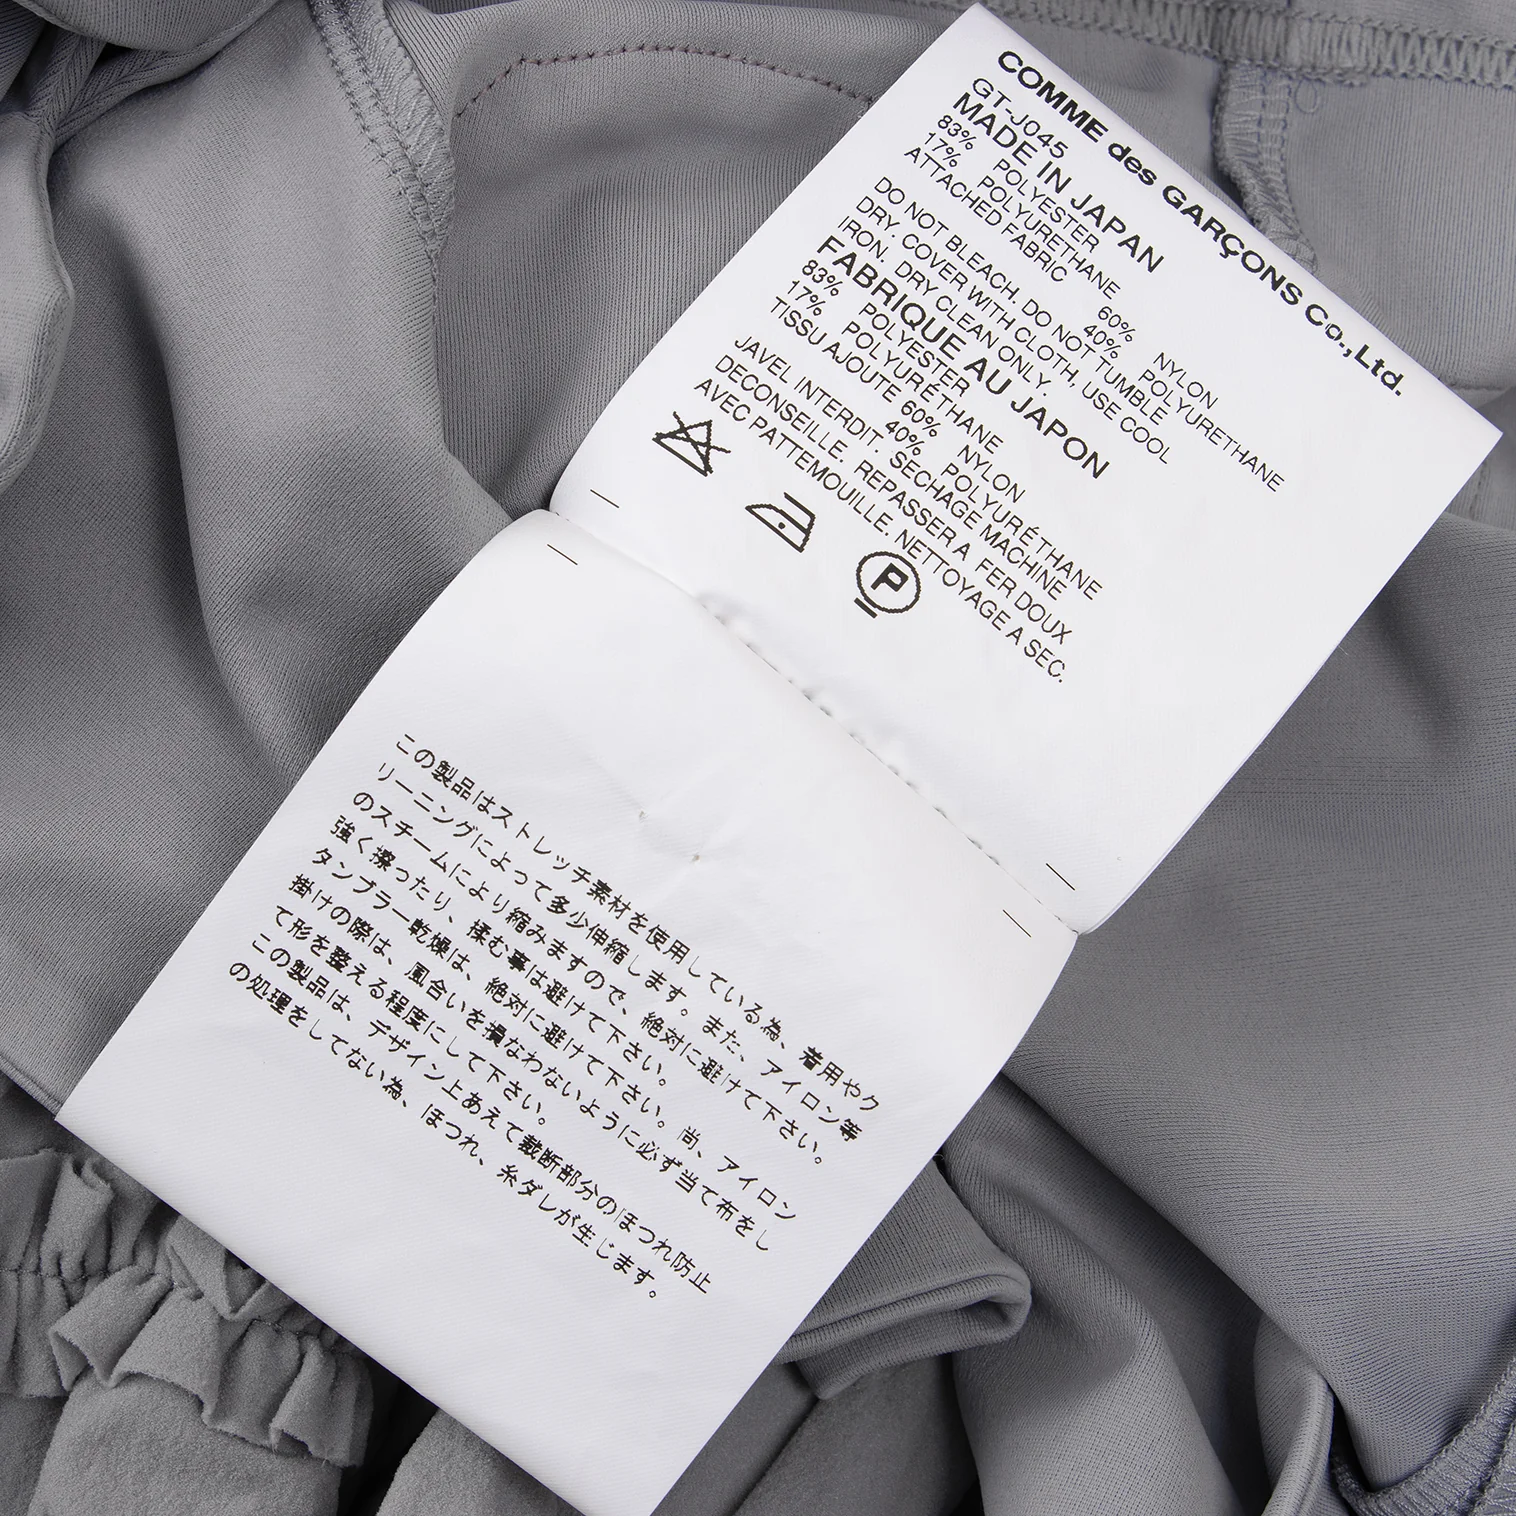 COMME des GARÇONS Co.,Ltd.
GT-J045
MADE IN JAPAN
83% POLYESTER
17% POLYURETHANE
ATTACHED FABRIC 60% NYLON
40% POLYURETHANE
DO NOT BLEACH. DO NOT TUMBLE
DRY. COVER WITH CLOTH, USE COOL
IRON. DRY CLEAN ONLY.
FABRIQUE AU JAPON
83% POLYESTER
17% POLYURÉTHANE
TISSU AJOUTE 60% NYLON
40% POLYURÉTHANE
JAVEL INTERDIT. SECHAGE MACHINE
DECONSEILLE. REPASSER A FER DOUX
AVEC PATTEMOUILLE. NETTOYAGE A SEC.
P
この製品はストレッチ素材を使用している為、着用やク
リーニングによって多少伸縮します。また、アイロン等
のスチームにより縮みますので、絶対に避けて下さい。
強く擦ったり、揉む事は避けて下さい。
タンブラー乾燥は、絶対に避けて下さい。尚、アイロン
掛けの際は、風合いを損なわないように必ず当て布をし
て形を整える程度にして下さい。
この製品は、デザイン上あえて裁断部分のほつれ防止
の処理をしてない為、ほつれ、糸ダレが生じます。